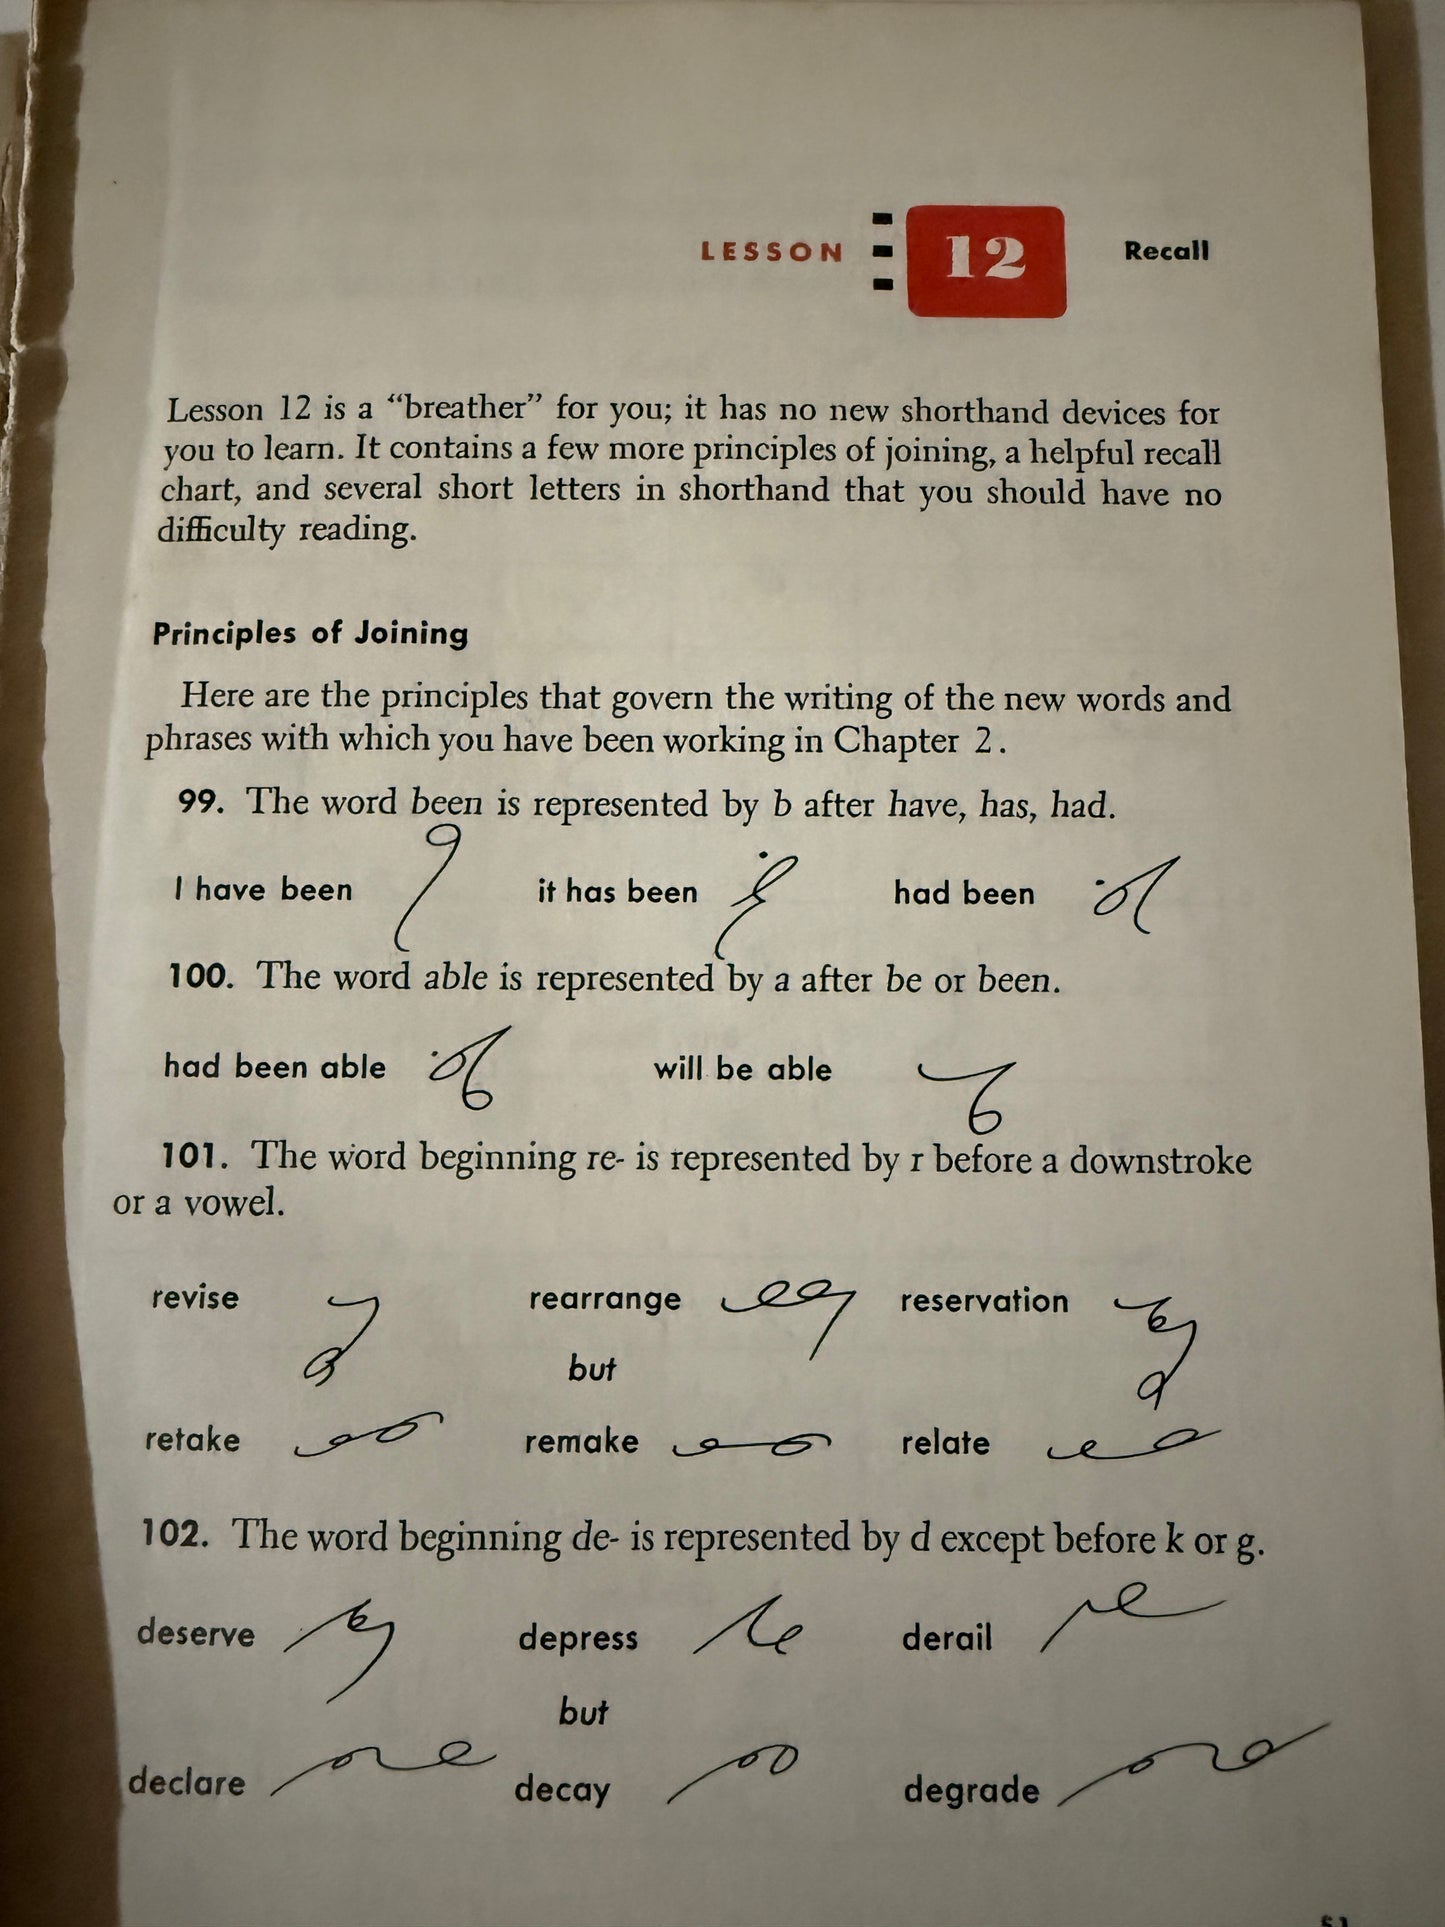 LESSON 12 Recall
Lesson 12 is a “breather” for you; it has no new shorthand devices for
you to learn. It contains a few more principles of joining, a helpful recall
chart, and several short letters in shorthand that you should have no
difficulty reading.
Principles of Joining
Here are the principles that govern the writing of the new words and
phrases with which you have been working in Chapter 2.
99. The word been is represented by b after have, has, had.
I have been it has been had been
100. The word able is represented by a after be or been.
had been able will be able
101. The word beginning re- is represented by r before a downstroke
or a vowel.
revise rearrange reservation
but
retake remake relate
102. The word beginning de- is represented by d except before k or g.
deserve depress derail
but
declare decay degrade